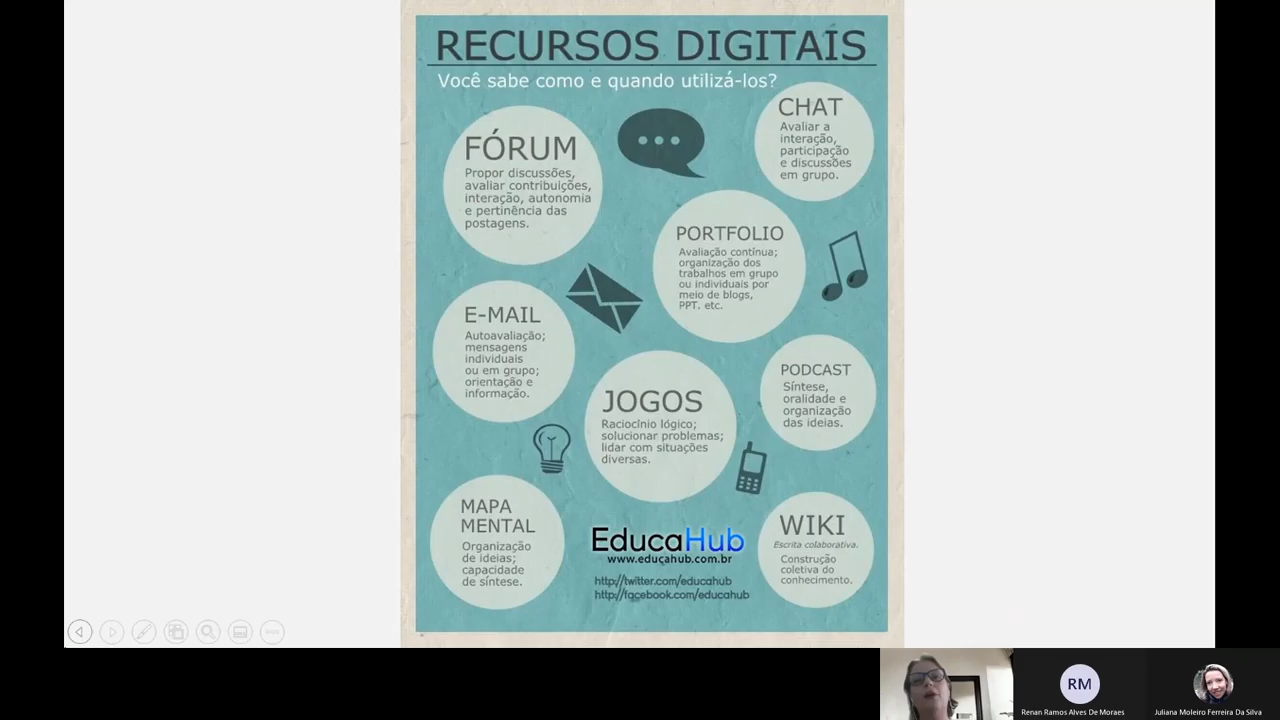 RECURSOS DIGITAIS
Você sabe como e quando utilizá-los?
FÓRUM
Propor discussões,
avaliar contribuições,
interação, autonomia
e pertinência das
postagens.
CHAT
Avaliar a
interação,
participação
e discussões
em grupo.
PORTFOLIO
Avaliação contínua;
organização dos
trabalhos em grupo
ou individuais por
meio de blogs,
PPT. etc.
E-MAIL
Autoavaliação;
mensagens
individuais
ou em grupo;
orientação e
informação.
JOGOS
Raciocínio lógico;
solucionar problemas;
lidar com situações
diversas.
PODCAST
Síntese,
oralidade e
organização
das ideias.
MAPA
MENTAL
Organização
de ideias;
capacidade
de síntese.
EducaHub
www.educahub.com.br
http://twitter.com/educahub
http://facebook.com/educahub
WIKI
Escrita colaborativa.
Construção
coletiva do
conhecimento.
RM
Renan Ramos Alves De Moraes
Juliana Moleiro Ferreira Da Silva